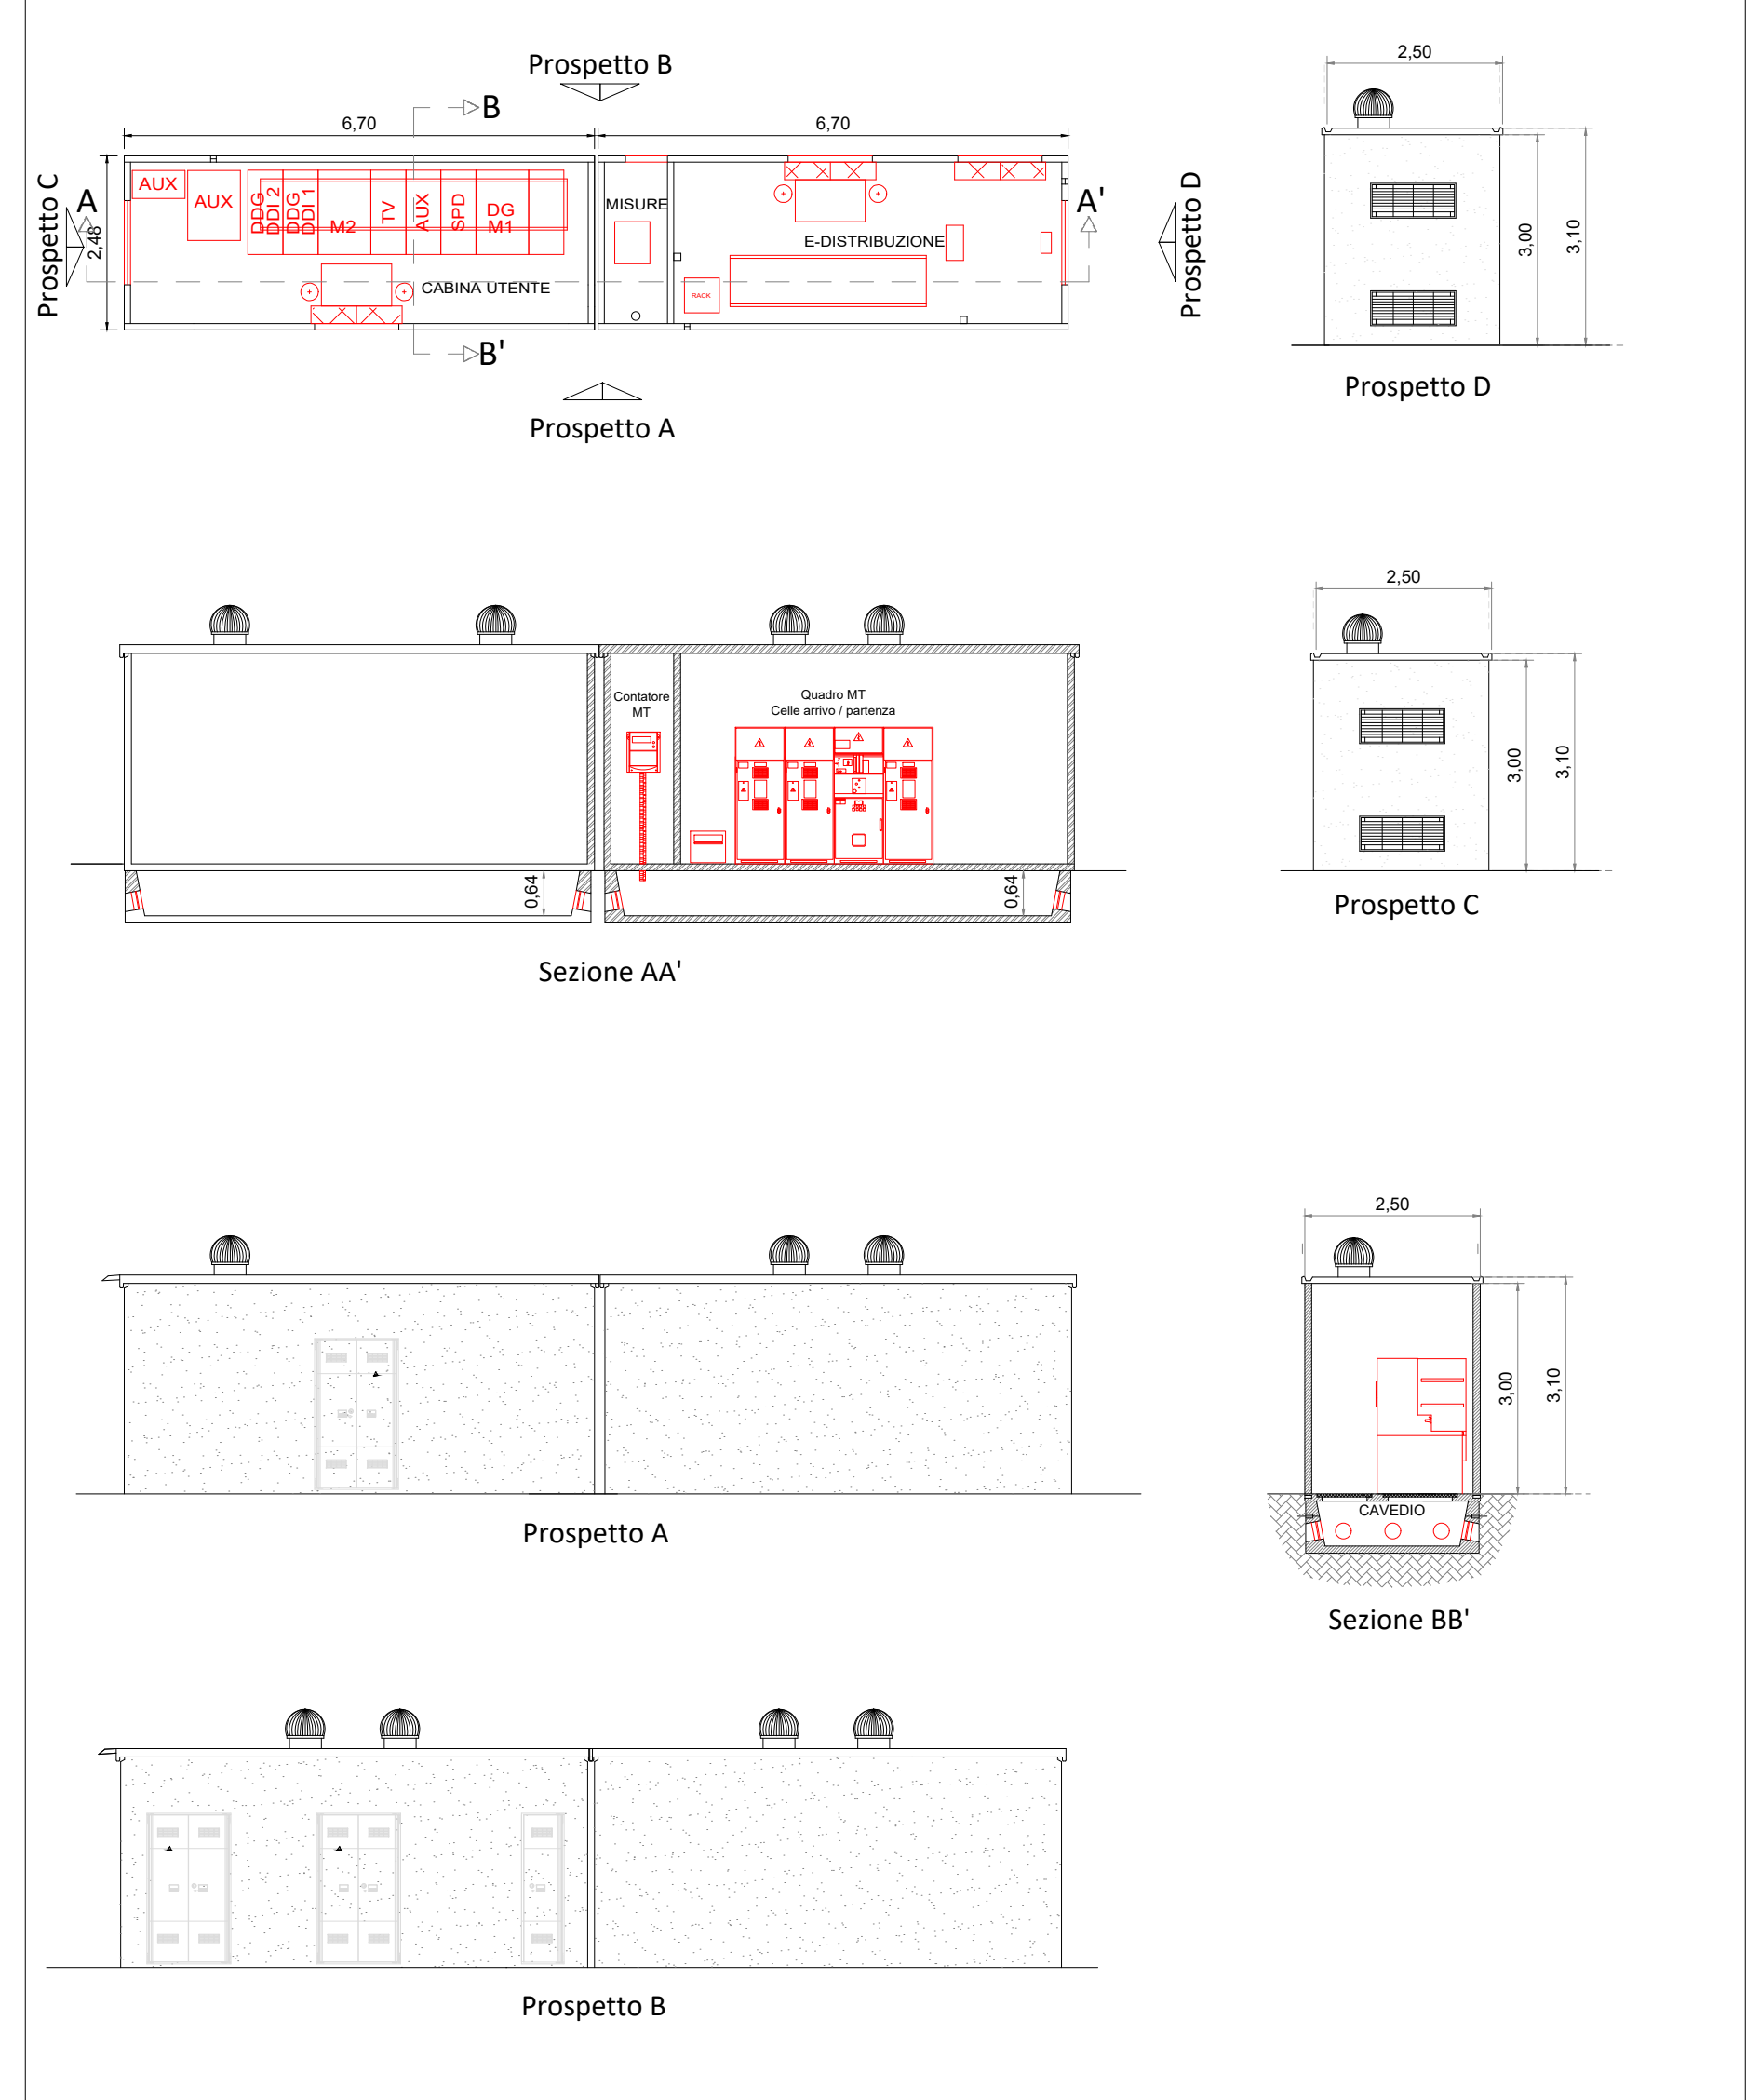 Prospetto B
2,50
B
6,70
6,70
Prospetto C
A
2,48
AUX
AUX
DDG
DDI 2
DDG
DDI 1
M2
TV
AUX
SPD
DG
M1
CABINA UTENTE
MISURE
E-DISTRIBUZIONE
RACK
A'
Prospetto D
3,00
3,10
B'
Prospetto A
Prospetto D
2,50
Contatore
MT
Quadro MT
Celle arrivo / partenza
3,00
3,10
0,64
0,64
Prospetto C
Sezione AA'
2,50
3,00
3,10
CAVEDIO
Prospetto A
Sezione BB'
Prospetto B